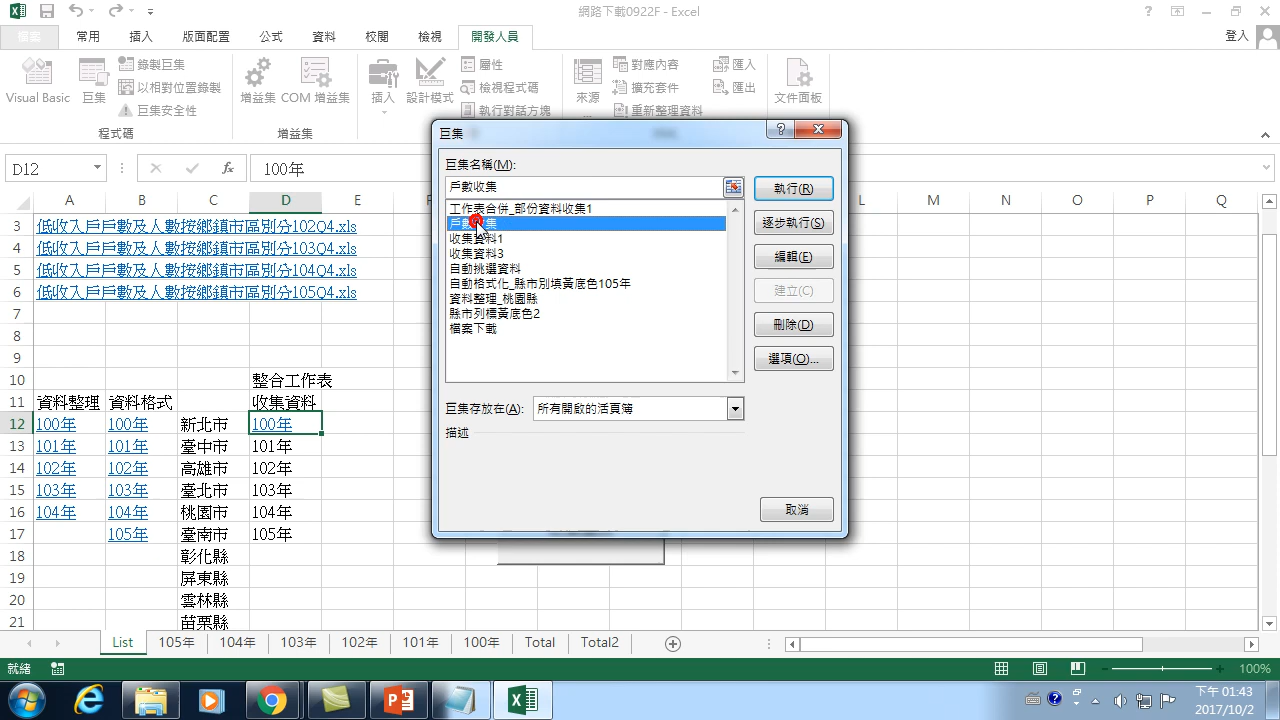 網路下載0922F - Excel
常用 插入 版面配置 公式 資料 校閱 檢視 開發人員 登入
Visual Basic 巨集 錄製巨集 以相對位置錄製 巨集安全性 程式碼
增益集 COM 增益集 增益集
插入 設計模式 屬性 檢視程式碼 執行對話方塊
來源 對應內容 擴充套件 重新整理資料 匯入 匯出
文件面板
D12 fx 100年
A B C D E L M N O P Q
3 低收入戶戶數及人數按鄉鎮市區別分102Q4.xls
4 低收入戶戶數及人數按鄉鎮市區別分103Q4.xls
5 低收入戶戶數及人數按鄉鎮市區別分104Q4.xls
6 低收入戶戶數及人數按鄉鎮市區別分105Q4.xls
7
8
9
10 整合工作表
11 資料整理 資料格式 收集資料
12 100年 100年 新北市 100年
13 101年 101年 臺中市 101年
14 102年 102年 高雄市 102年
15 103年 103年 臺北市 103年
16 104年 104年 桃園市 104年
17 105年 臺南市 105年
18 彰化縣
19 屏東縣
20 雲林縣
21 苗栗縣
巨集
巨集名稱(M):
戶數收集
工作表合併_部份資料收集1
收集資料1
收集資料3
自動挑選資料
自動格式化_縣市別填黃底色105年
資料整理_桃園縣
縣市列標黃底色2
檔案下載
執行(R)
逐步執行(S)
編輯(E)
建立(C)
刪除(D)
選項(O)...
巨集存放在(A): 所有開啟的活頁簿
描述
取消
List 105年 104年 103年 102年 101年 100年 Total Total2
就緒 100%
下午 01:43
2017/10/2